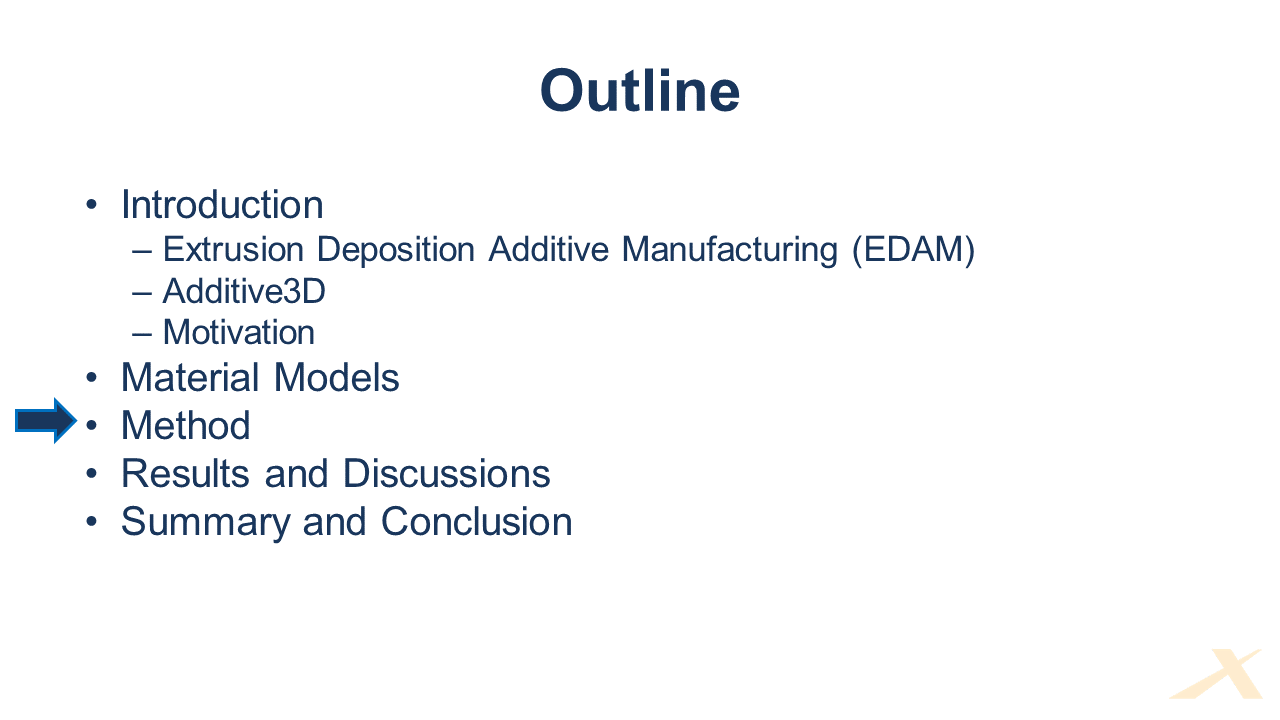 Outline
• Introduction
– Extrusion Deposition Additive Manufacturing (EDAM)
– Additive3D
– Motivation
• Material Models
• Method
• Results and Discussions
• Summary and Conclusion